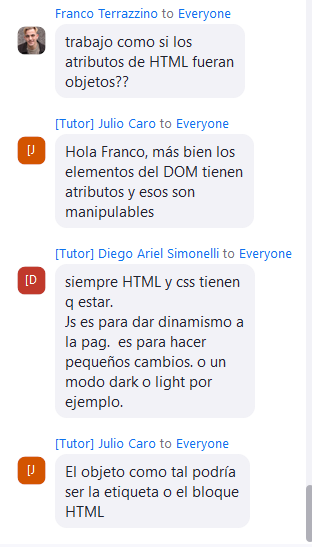 Franco Terrazzino to Everyone
trabajo como si los
atributos de HTML fueran
objetos??
[Tutor] Julio Caro to Everyone
[J
Hola Franco, más bien los
elementos del DOM tienen
atributos y esos son
manipulables
[Tutor] Diego Ariel Simonelli to Everyone
[D
siempre HTML y css tienen
q estar.
Js es para dar dinamismo a
la pag.  es para hacer
pequeños cambios. o un
modo dark o light por
ejemplo.
[Tutor] Julio Caro to Everyone
[J
El objeto como tal podría
ser la etiqueta o el bloque
HTML